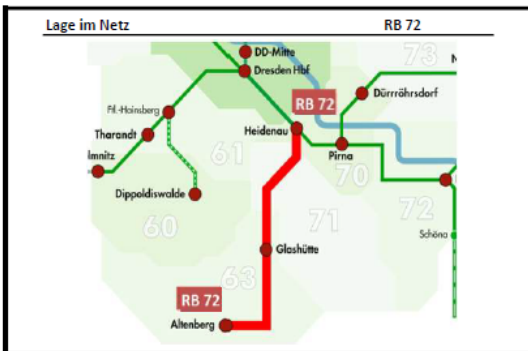 Lage im Netz RB 72
73
DD-Mitte
Dresden Hbf
RB 72
Dürrröhrsdorf
Frl.-Hainsberg
Heidenau
Tharandt
Pirna
lmnitz
61
70
Dippoldiswalde
72
60
71
Schöna
Glashütte
63
RB 72
Altenberg